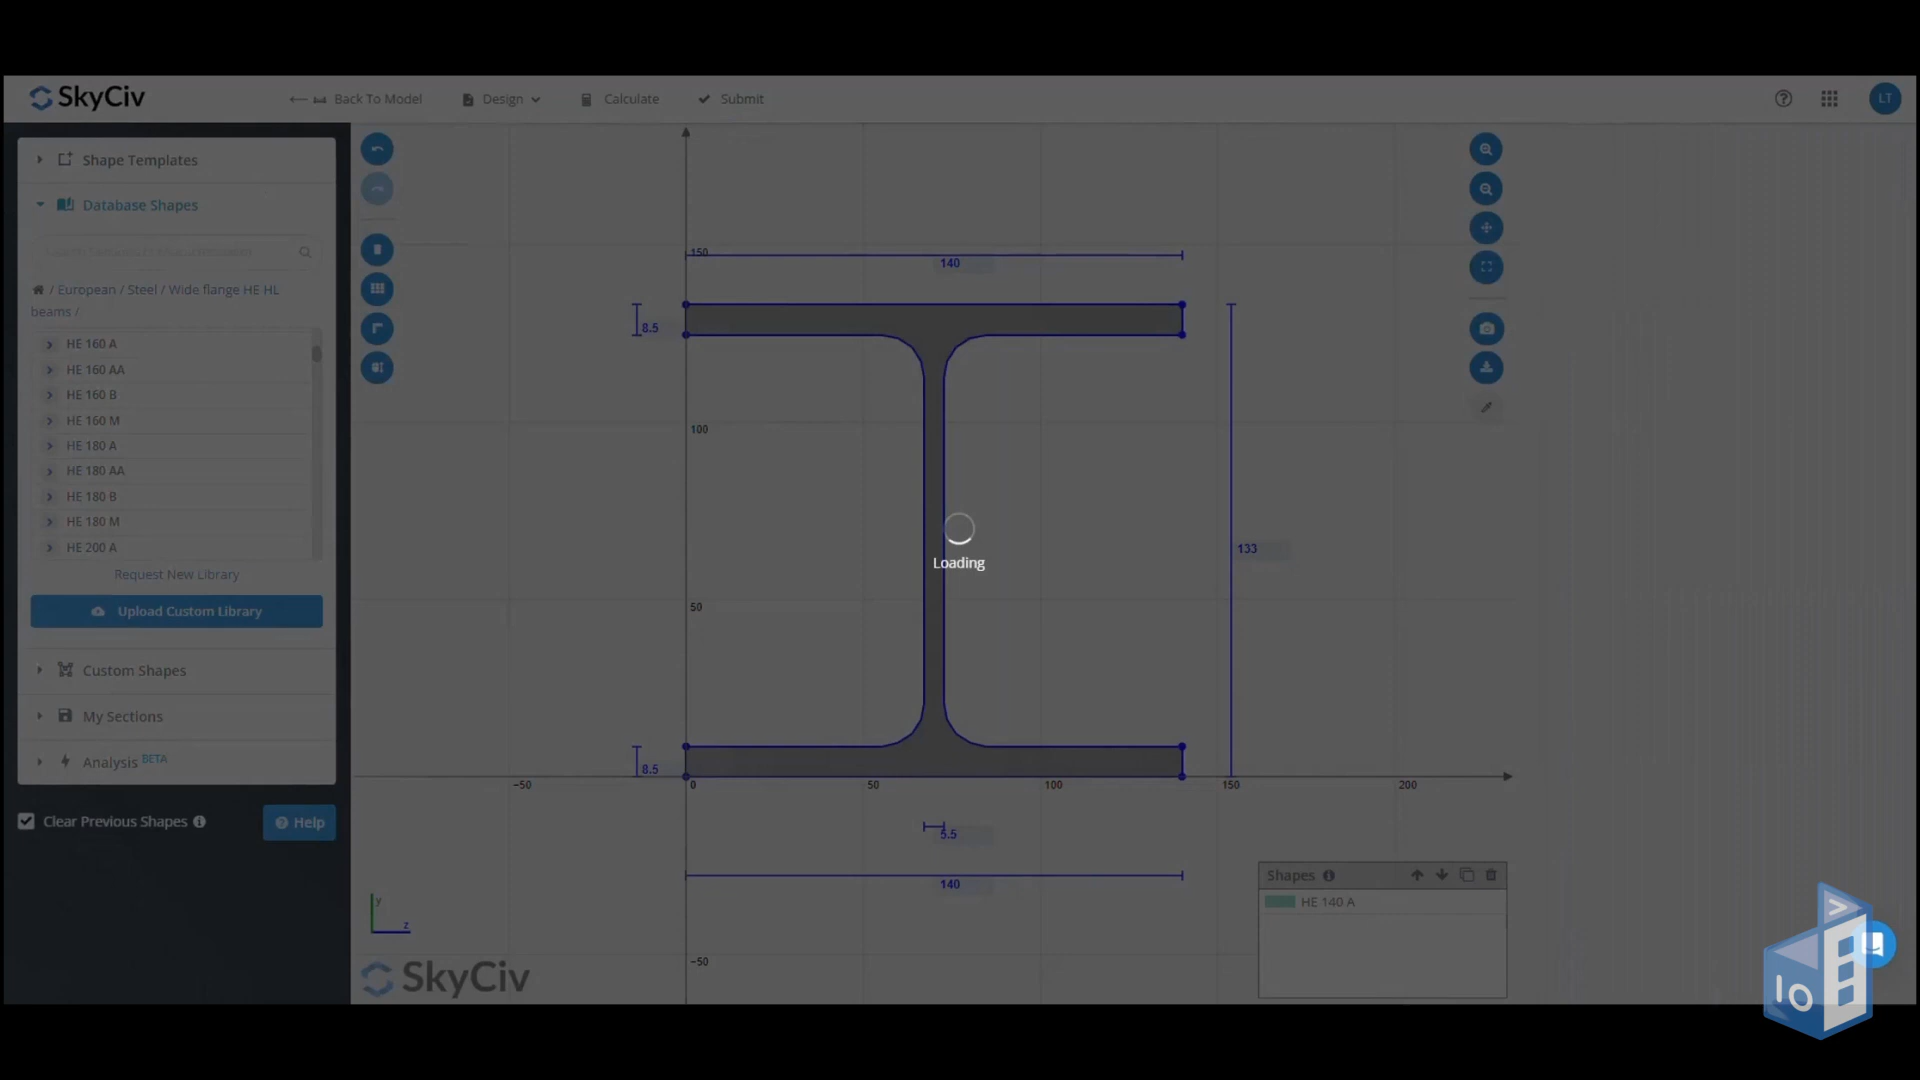 SkyCiv
Back To Model
Design
Calculate
Submit
LT
Shape Templates
Database Shapes
/ European / Steel / Wide flange HE HL
beams /
HE 160 A
HE 160 AA
HE 160 B
HE 160 M
HE 180 A
HE 180 AA
HE 180 B
HE 180 M
HE 200 A
Request New Library
Upload Custom Library
Custom Shapes
My Sections
Analysis BETA
Clear Previous Shapes
Help
150
140
8.5
100
50
133
Loading
8.5
-50
0
50
100
150
200
5.5
140
-50
y
z
SkyCiv
Shapes
HE 140 A
>
Io